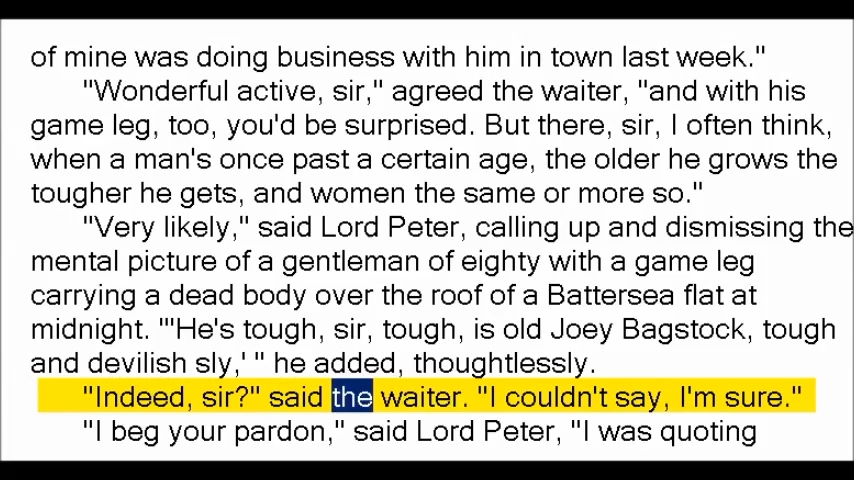 of mine was doing business with him in town last week."
"Wonderful active, sir," agreed the waiter, "and with his
game leg, too, you'd be surprised. But there, sir, I often think,
when a man's once past a certain age, the older he grows the
tougher he gets, and women the same or more so."
"Very likely," said Lord Peter, calling up and dismissing the
mental picture of a gentleman of eighty with a game leg
carrying a dead body over the roof of a Battersea flat at
midnight. "'He's tough, sir, tough, is old Joey Bagstock, tough
and devilish sly,' " he added, thoughtlessly.
"Indeed, sir?" said the waiter. "I couldn't say, I'm sure."
"I beg your pardon," said Lord Peter, "I was quoting